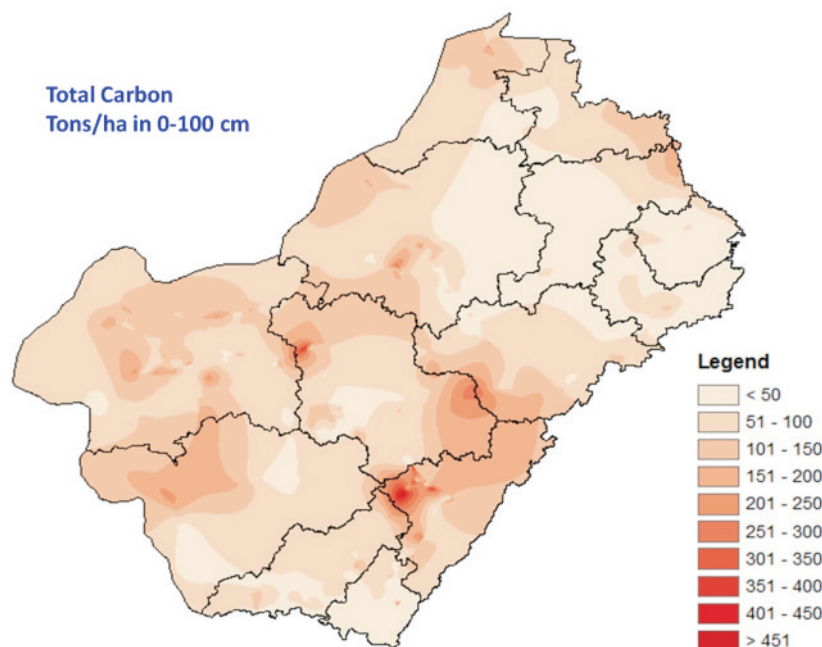 Total Carbon
Tons/ha in 0-100 cm
Legend
< 50
51 - 100
101 - 150
151 - 200
201 - 250
251 - 300
301 - 350
351 - 400
401 - 450
> 451